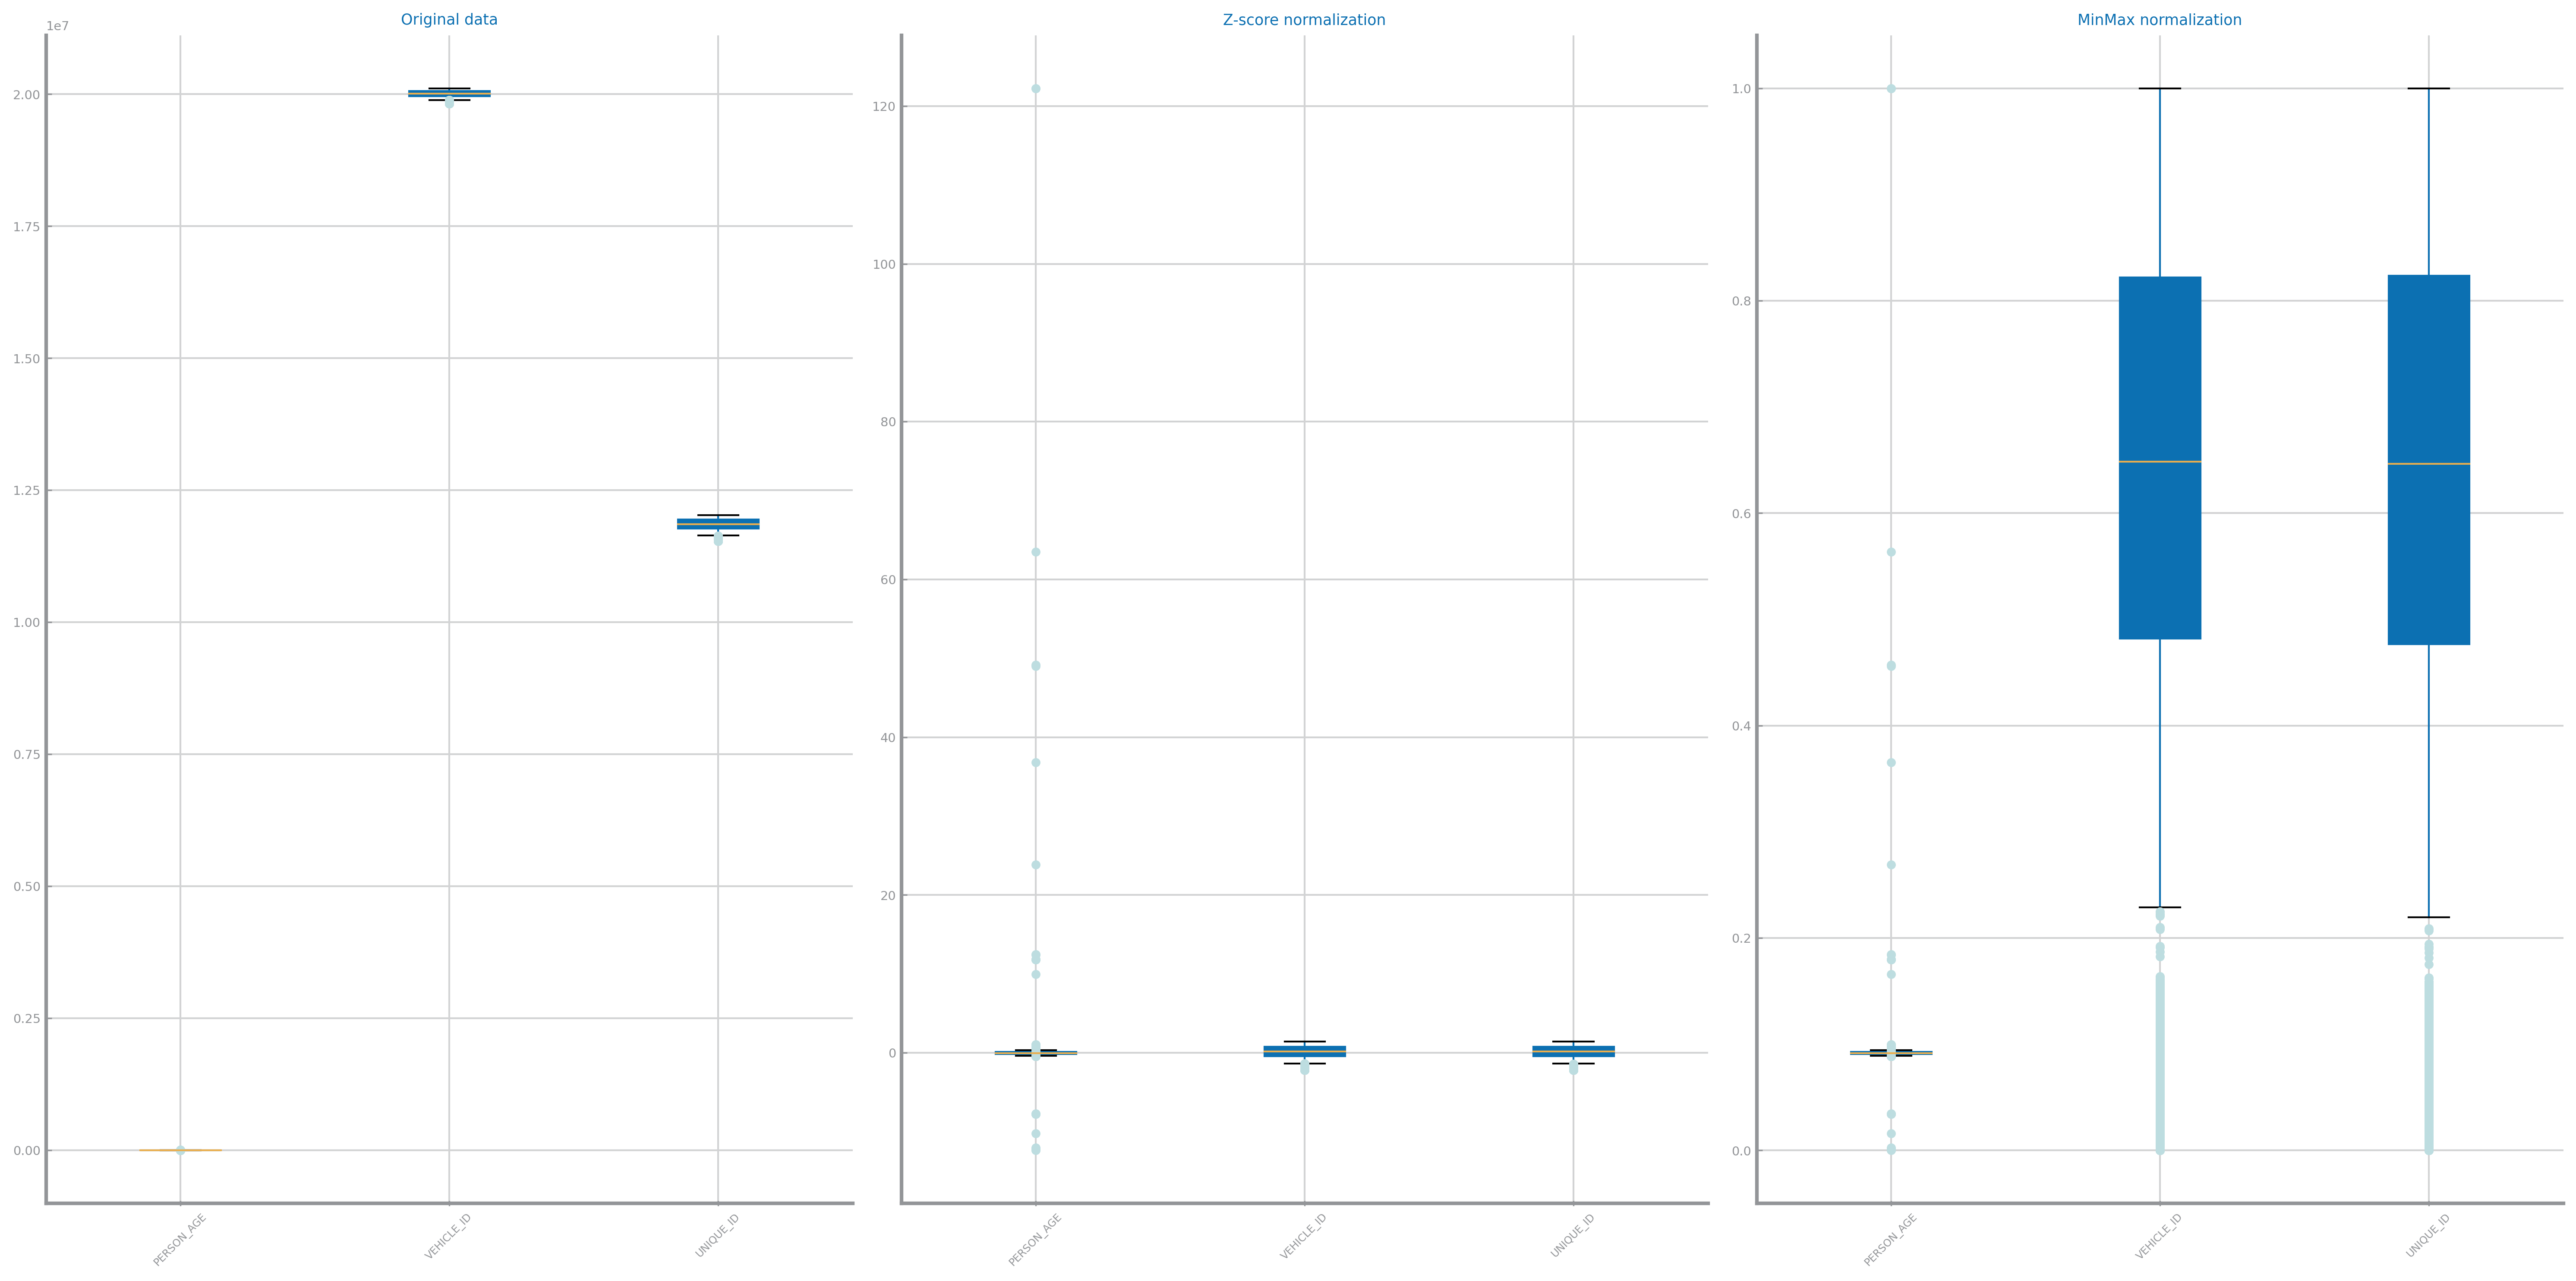 Original data
1e7
2.00
1.75
1.50
1.25
1.00
0.75
0.50
0.25
0.00
PERSON_AGE
VEHICLE_ID
UNIQUE_ID
Z-score normalization
120
100
80
60
40
20
0
PERSON_AGE
VEHICLE_ID
UNIQUE_ID
MinMax normalization
1.0
0.8
0.6
0.4
0.2
0.0
PERSON_AGE
VEHICLE_ID
UNIQUE_ID